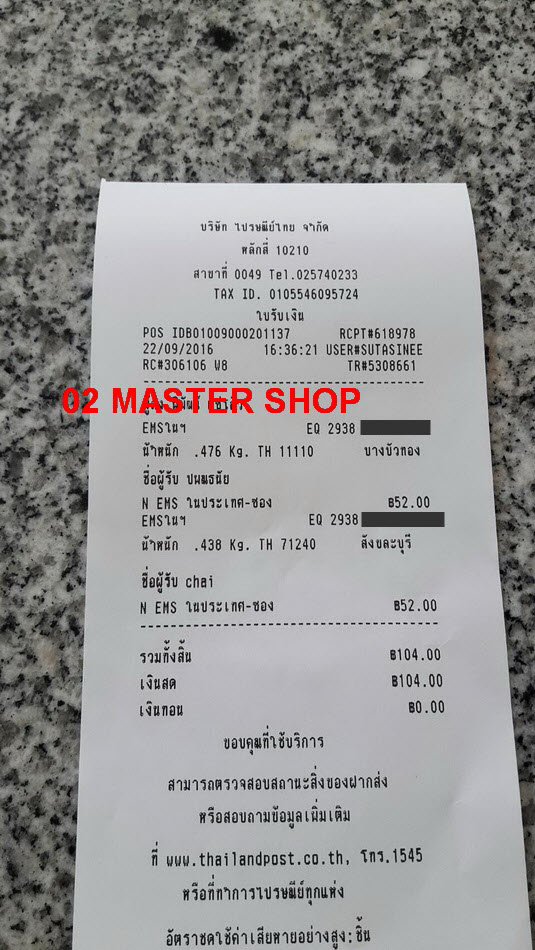 บริษัท ไปรษณีย์ไทย จำกัด
หลักสี่ 10210
สาขาที่ 0049 Tel.025740233
TAX ID. 0105546095724
ใบรับเงิน
POS IDB01009000201137 RCPT#618978
22/09/2016 16:36:21 USER#SUTASINEE
RC#306106 W8 TR#5308661
02 MASTER SHOP
EMSในฯ EQ 2938
น้ำหนัก .476 Kg. TH 11110 บางบัวทอง
ชื่อผู้รับ ปพนธนัย
N EMS ในประเทศ-ซอง ฿52.00
EMSในฯ EQ 2938
น้ำหนัก .438 Kg. TH 71240 สังขละบุรี
ชื่อผู้รับ chai
N EMS ในประเทศ-ซอง ฿52.00
รวมทั้งสิ้น ฿104.00
เงินสด ฿104.00
เงินทอน ฿0.00
ขอบคุณที่ใช้บริการ
สามารถตรวจสอบสถานะสิ่งของฝากส่ง
หรือสอบถามข้อมูลเพิ่มเติม
ที่ www.thailandpost.co.th, โทร.1545
หรือที่ทำการไปรษณีย์ทุกแห่ง
อัตราชดใช้ค่าเสียหายอย่างสูง:ชิ้น